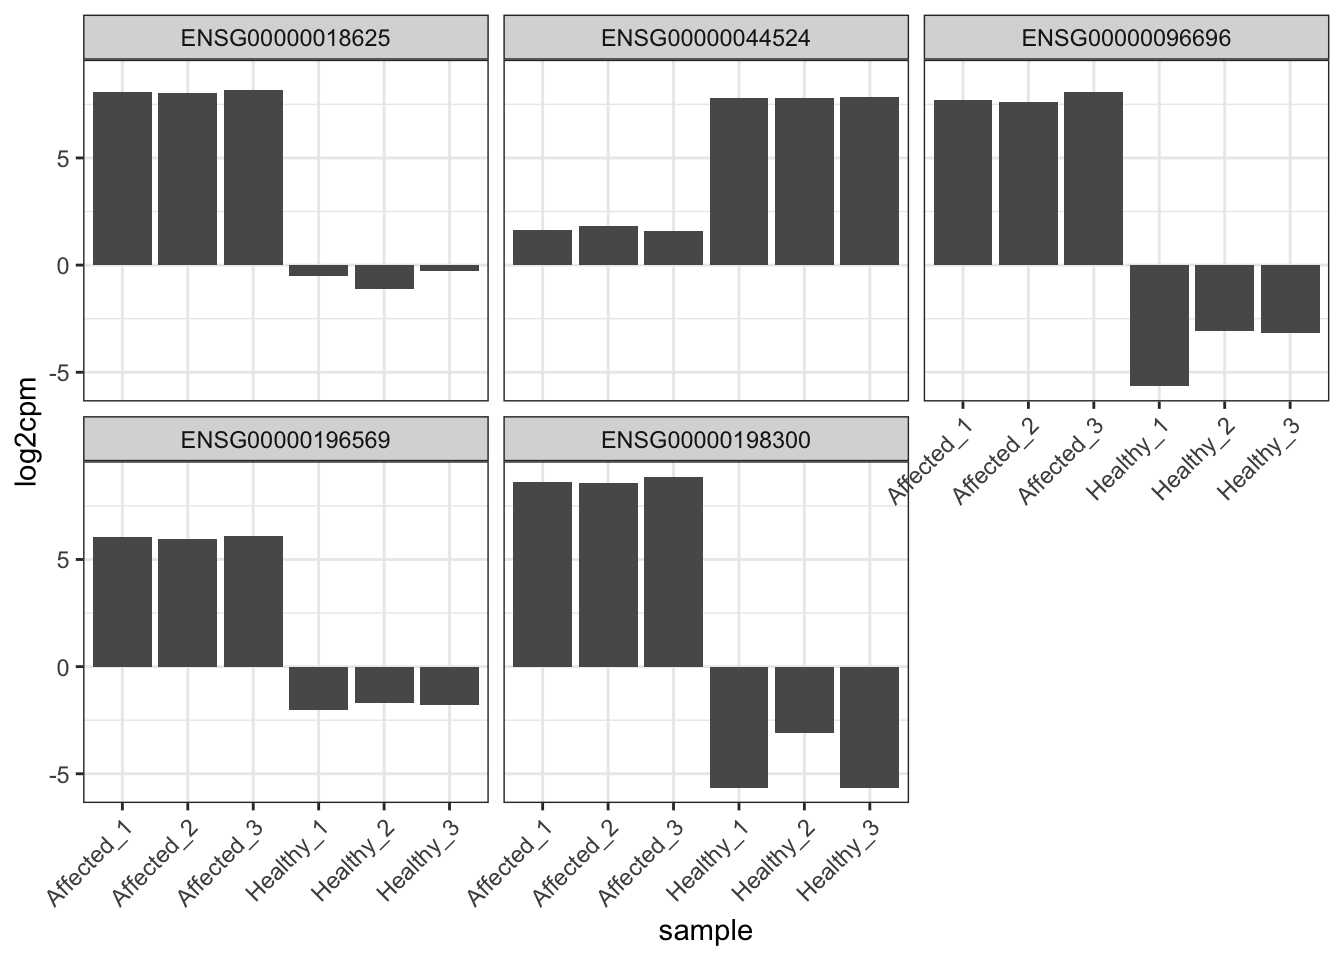 ENSG00000018625
ENSG00000044524
ENSG00000096696
5
0
-5
Affected_1
Affected_2
Affected_3
Healthy_1
Healthy_2
Healthy_3
log2cpm
ENSG00000196569
ENSG00000198300
5
0
-5
Affected_1
Affected_2
Affected_3
Healthy_1
Healthy_2
Healthy_3
Affected_1
Affected_2
Affected_3
Healthy_1
Healthy_2
Healthy_3
sample